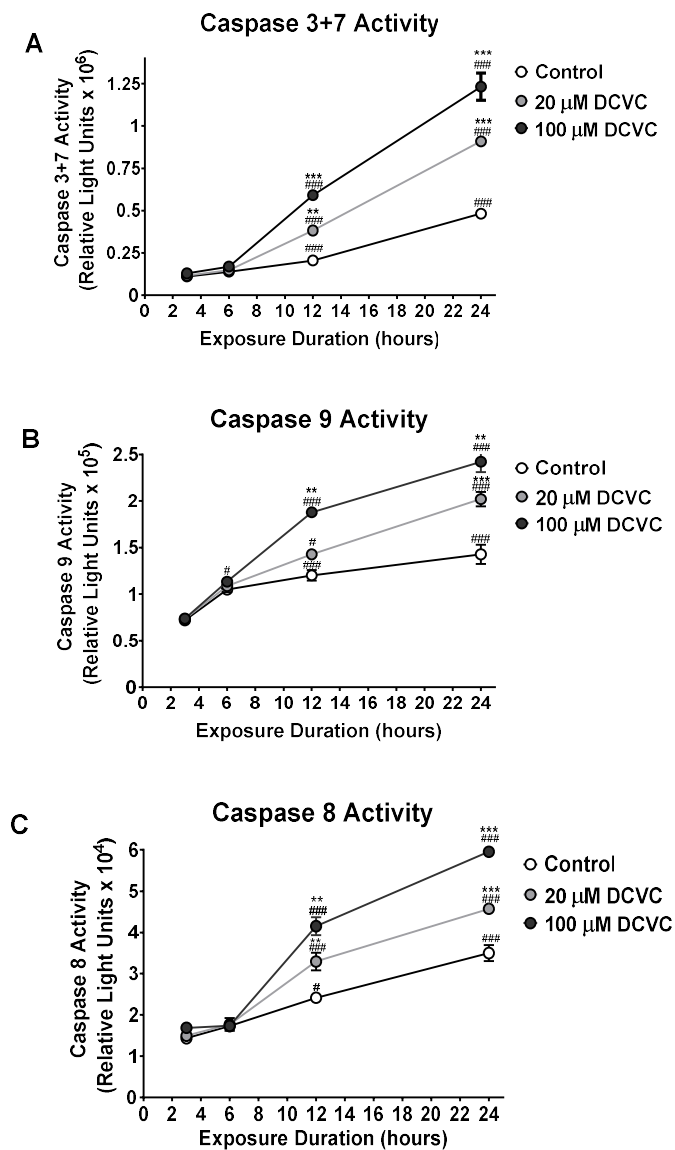 A
Caspase 3+7 Activity
Caspase 3+7 Activity
(Relative Light Units x 10⁶)
1.25
1
0.75
0.5
0.25
0
0 2 4 6 8 10 12 14 16 18 20 22 24
Exposure Duration (hours)
***
###
**
###
###
***
###
***
###
###
Control
20 µM DCVC
100 µM DCVC
B
Caspase 9 Activity
Caspase 9 Activity
(Relative Light Units x 10⁵)
2.5
2
1.5
1
0.5
0
0 2 4 6 8 10 12 14 16 18 20 22 24
Exposure Duration (hours)
#
**
###
#
###
**
###
***
###
###
Control
20 µM DCVC
100 µM DCVC
C
Caspase 8 Activity
Caspase 8 Activity
(Relative Light Units x 10⁴)
6
5
4
3
2
1
0
0 2 4 6 8 10 12 14 16 18 20 22 24
Exposure Duration (hours)
**
###
**
###
#
***
###
***
###
###
Control
20 µM DCVC
100 µM DCVC